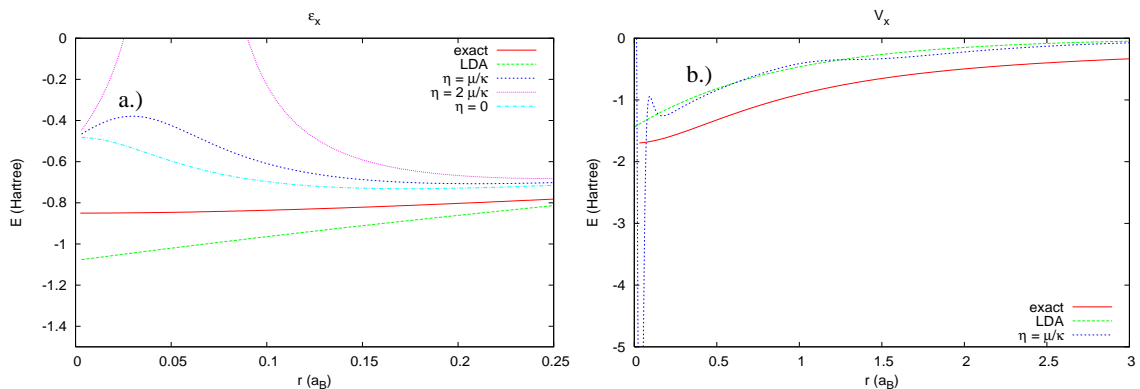 ε_x
E (Hartree)
0
-0.2
-0.4
-0.6
-0.8
-1
-1.2
-1.4
a.)
exact
LDA
η = μ/κ
η = 2 μ/κ
η = 0
0 0.05 0.1 0.15 0.2 0.25
r (a_B)
V_x
E (Hartree)
0
-1
-2
-3
-4
-5
b.)
exact
LDA
η = μ/κ
0 0.5 1 1.5 2 2.5 3
r (a_B)